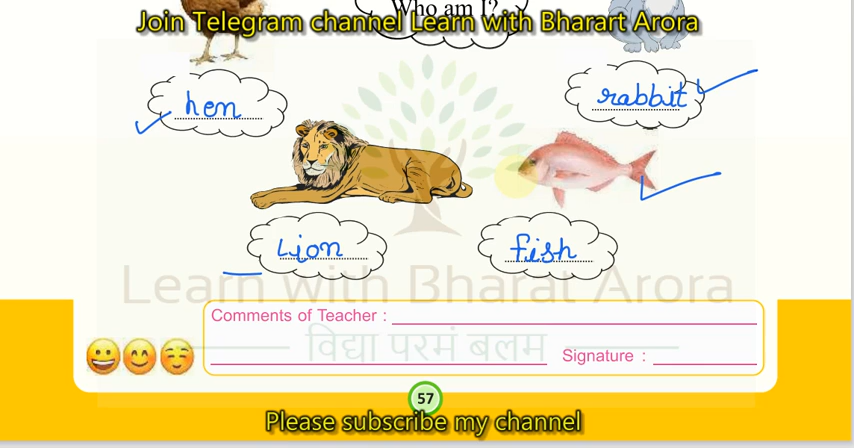 Who am I?
Join Telegram channel Learn with Bharart Arora
hen
rabbit
Lion
fish
Learn with Bharat Arora
Comments of Teacher :
विद्या परमं बलम
Signature :
57
Please subscribe my channel